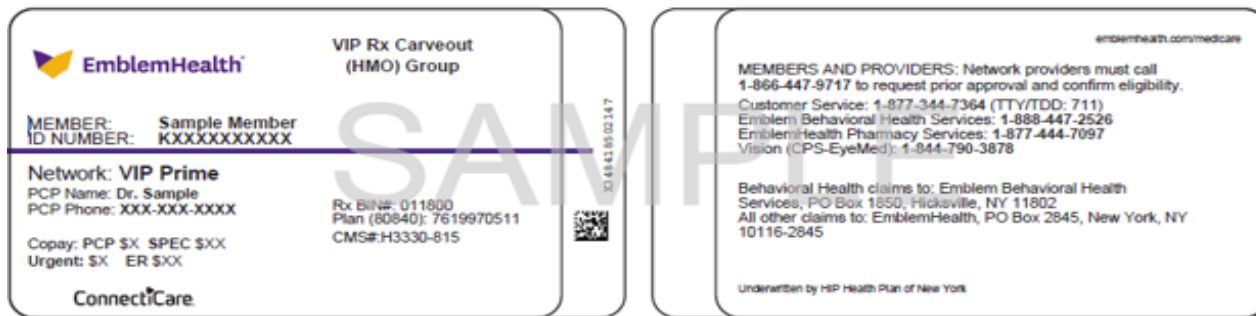 EmblemHealth
VIP Rx Carveout
(HMO) Group
MEMBER: Sample Member
ID NUMBER: KXXXXXXXXXX
Network: VIP Prime
PCP Name: Dr. Sample
PCP Phone: XXX-XXX-XXXX
Rx BIN#: 011800
Plan (80840): 7619970511
CMS#:H3330-815
Copay: PCP $X SPEC $XX
Urgent: $X ER $XX
ConnectiCare
SAMPLE
emblemhealth.com/medicare
MEMBERS AND PROVIDERS: Network providers must call
1-866-447-9717 to request prior approval and confirm eligibility.
Customer Service: 1-877-344-7364 (TTY/TDD: 711)
Emblem Behavioral Health Services: 1-888-447-2526
EmblemHealth Pharmacy Services: 1-877-444-7097
Vision (CPS-EyeMed): 1-844-790-3878
Behavioral Health claims to: Emblem Behavioral Health
Services, PO Box 1850, Hicksville, NY 11802
All other claims to: EmblemHealth, PO Box 2845, New York, NY
10116-2845
Underwritten by HIP Health Plan of New York